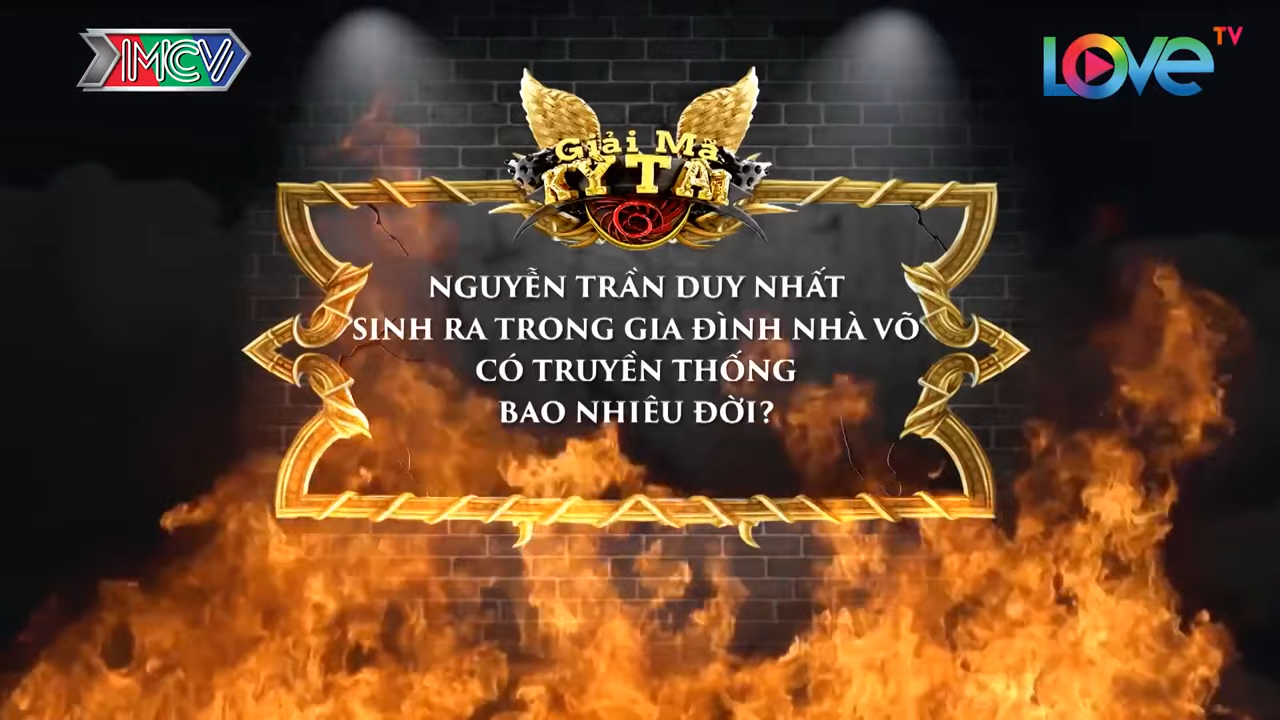 MCV
LOVE TV
Giải Mã
KỲ TÀI
NGUYỄN TRẦN DUY NHẤT
SINH RA TRONG GIA ĐÌNH NHÀ VÕ
CÓ TRUYỀN THỐNG
BAO NHIÊU ĐỜI?